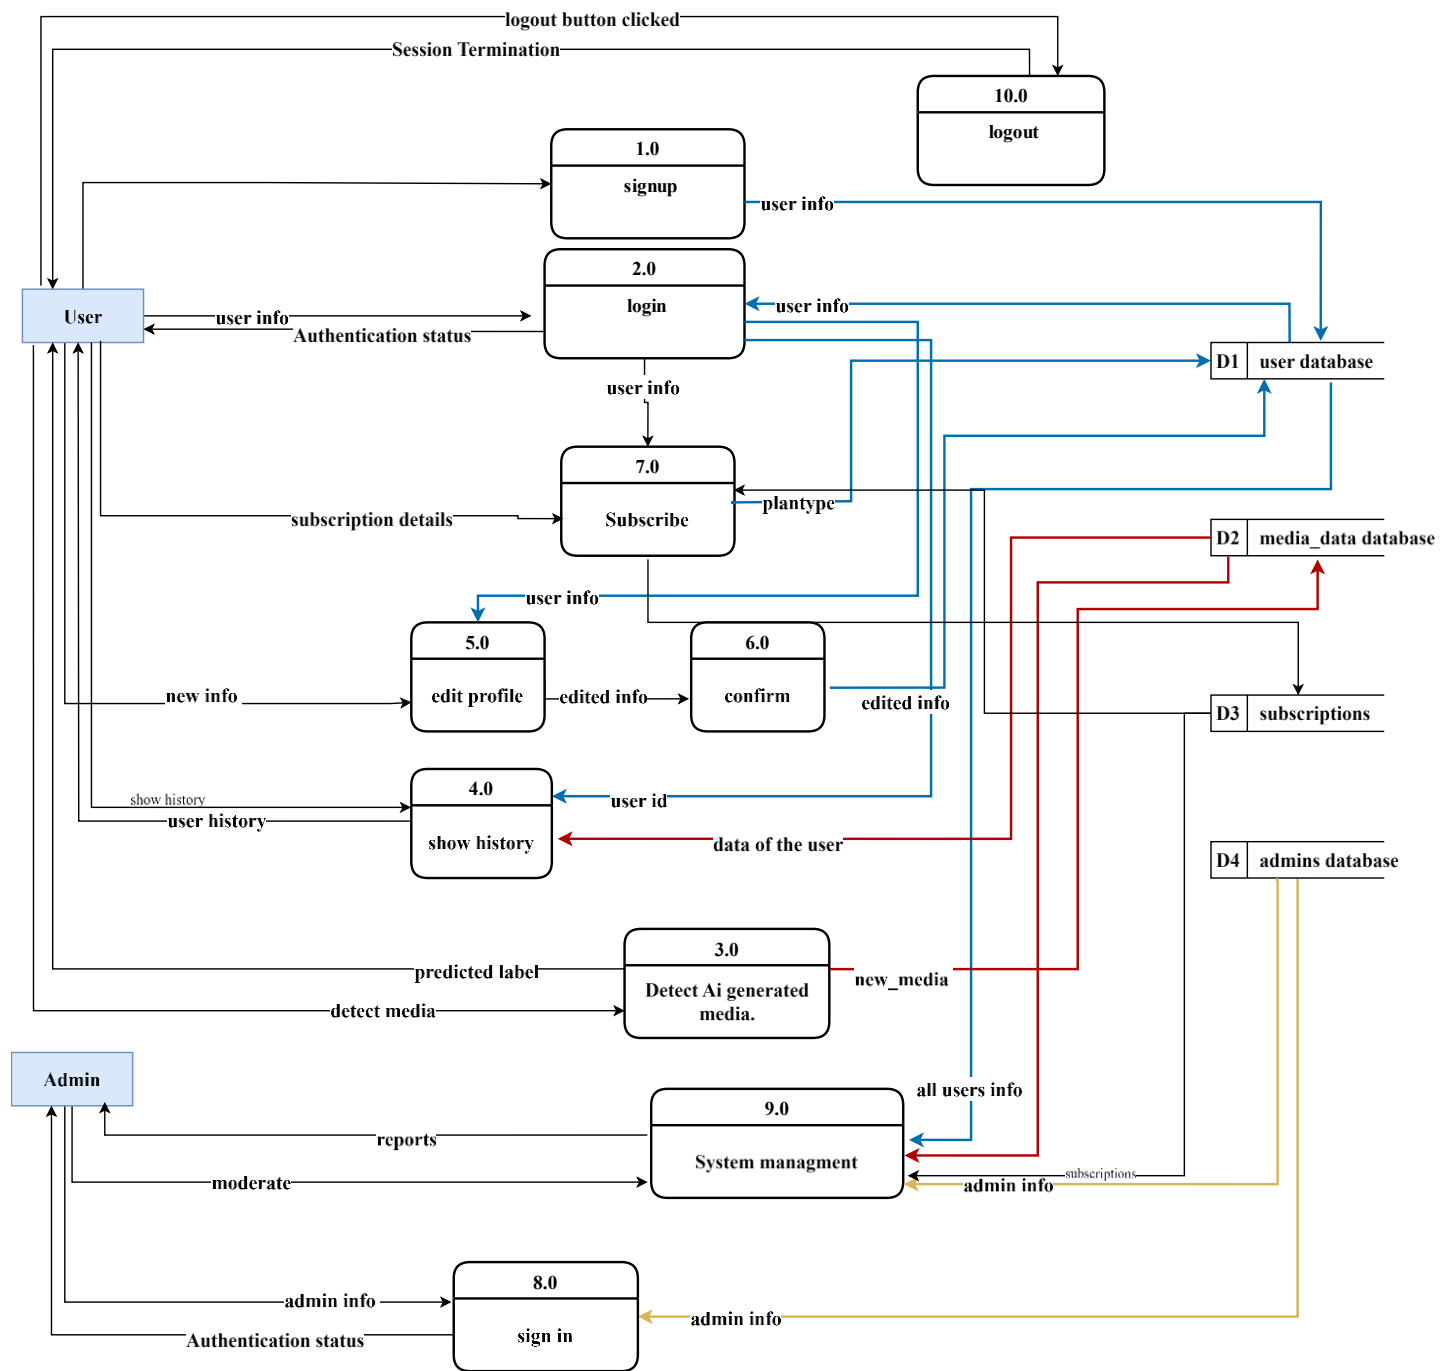 logout button clicked
Session Termination
10.0
logout
1.0
signup
user info
2.0
login
user info
Authentication status
user info
User
user info
D1 user database
7.0
Subscribe
plantype
subscription details
D2 media_data database
user info
5.0
edit profile
6.0
confirm
new info
edited info
edited info
D3 subscriptions
4.0
show history
show history
user history
user id
data of the user
D4 admins database
3.0
Detect Ai generated
media.
predicted label
new_media
detect media
Admin
9.0
System managment
all users info
reports
moderate
subscriptions
admin info
8.0
sign in
admin info
admin info
Authentication status